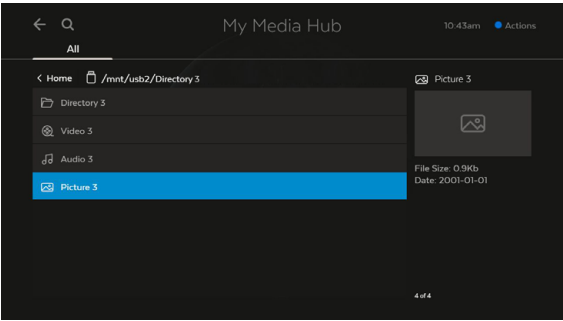 My Media Hub
10:43am Actions
All
Home /mnt/usb2/Directory 3
Directory 3
Video 3
Audio 3
Picture 3
Picture 3
File Size: 0.9Kb
Date: 2001-01-01
4 of 4